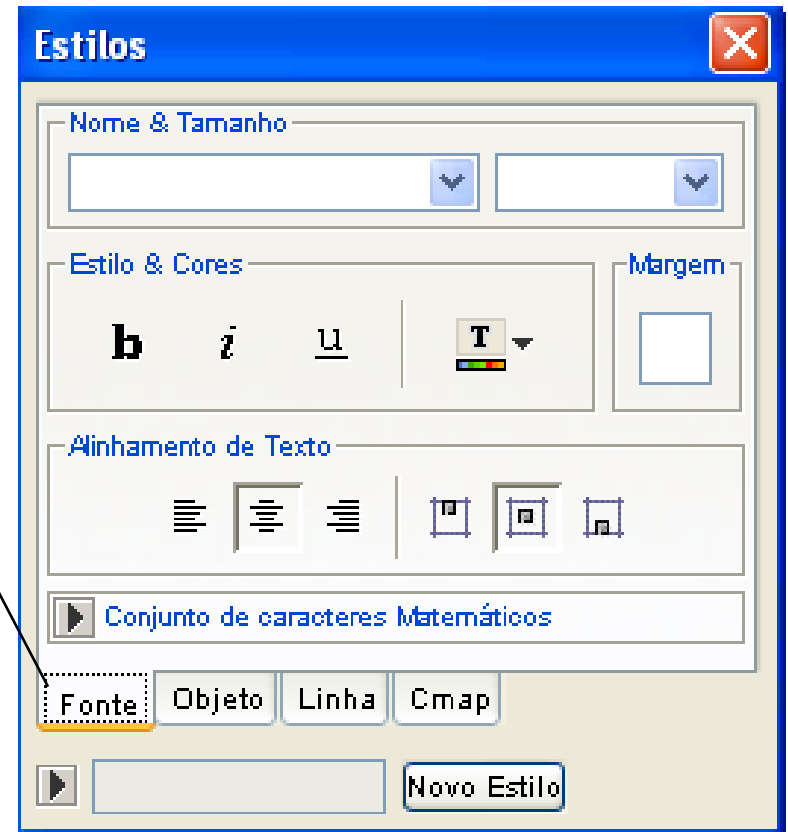 Estilos
Nome & Tamanho
Estilo & Cores
Margem
b i u T
Alinhamento de Texto
Conjunto de caracteres Matemáticos
Fonte Objeto Linha Cmap
Novo Estilo